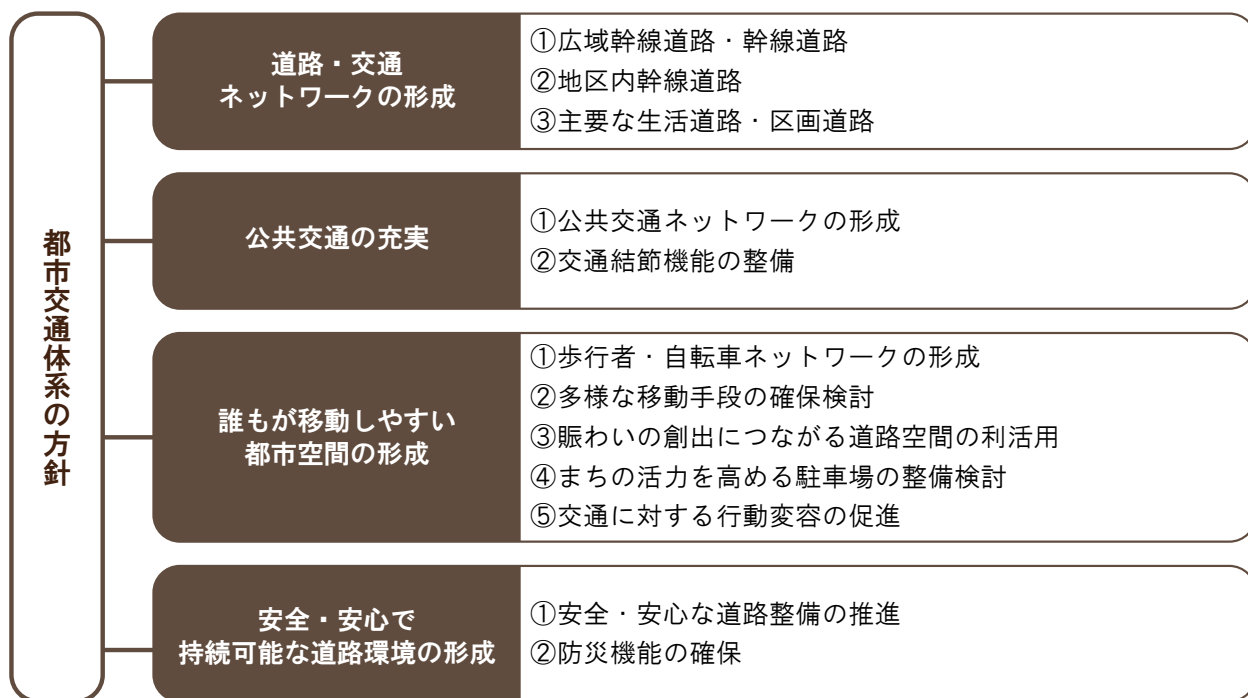 都市交通体系の方針
道路・交通
ネットワークの形成
①広域幹線道路・幹線道路
②地区内幹線道路
③主要な生活道路・区画道路
公共交通の充実
①公共交通ネットワークの形成
②交通結節機能の整備
誰もが移動しやすい
都市空間の形成
①歩行者・自転車ネットワークの形成
②多様な移動手段の確保検討
③賑わいの創出につながる道路空間の利活用
④まちの活力を高める駐車場の整備検討
⑤交通に対する行動変容の促進
安全・安心で
持続可能な道路環境の形成
①安全・安心な道路整備の推進
②防災機能の確保